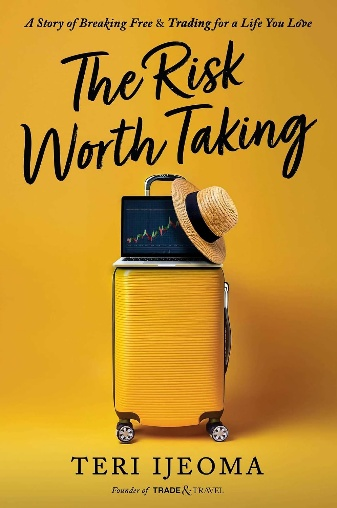 A Story of Breaking Free & Trading for a Life You Love
The Risk
Worth Taking
TERI IJEOMA
Founder of TRADE & TRAVEL